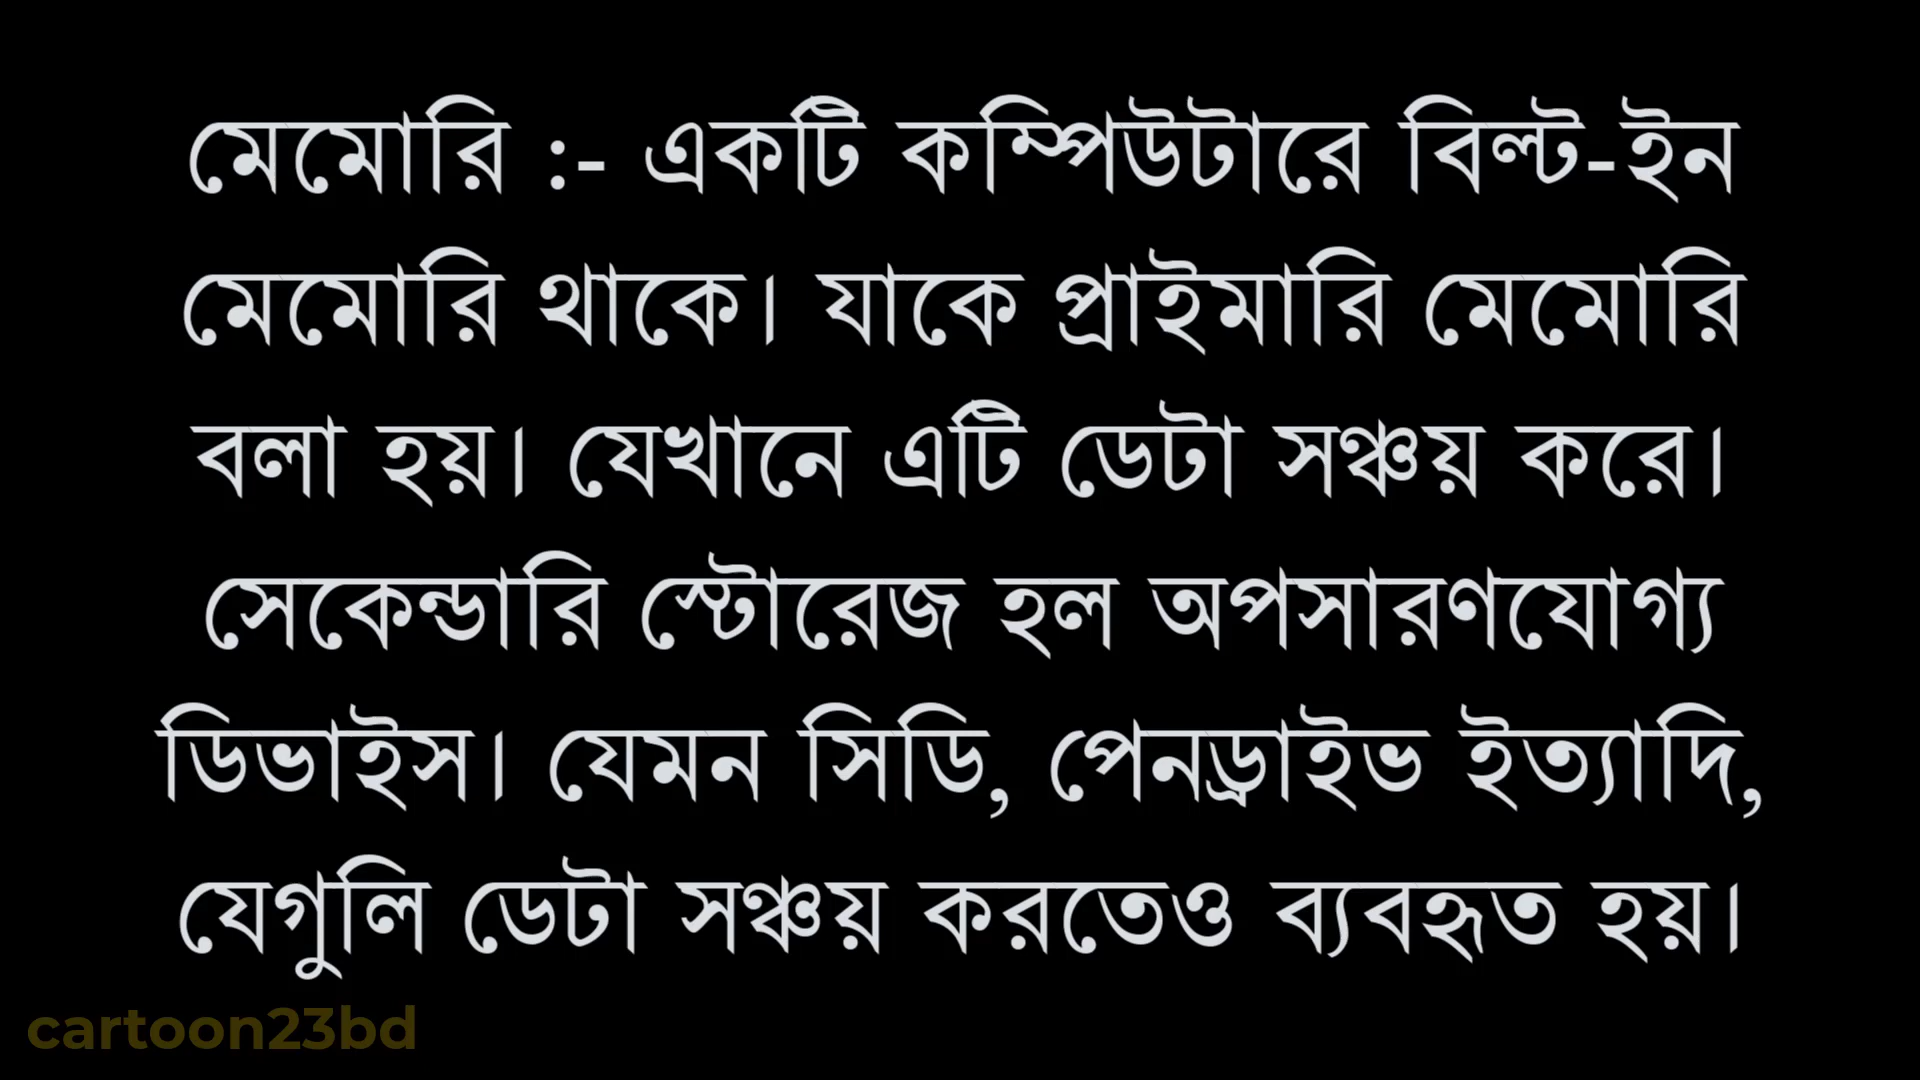 মেমোরি :- একটি কম্পিউটারে বিল্ট-ইন
মেমোরি থাকে। যাকে প্রাইমারি মেমোরি
বলা হয়। যেখানে এটি ডেটা সঞ্চয় করে।
সেকেন্ডারি স্টোরেজ হল অপসারণযোগ্য
ডিভাইস। যেমন সিডি, পেনড্রাইভ ইত্যাদি,
যেগুলি ডেটা সঞ্চয় করতেও ব্যবহৃত হয়।
cartoon23bd